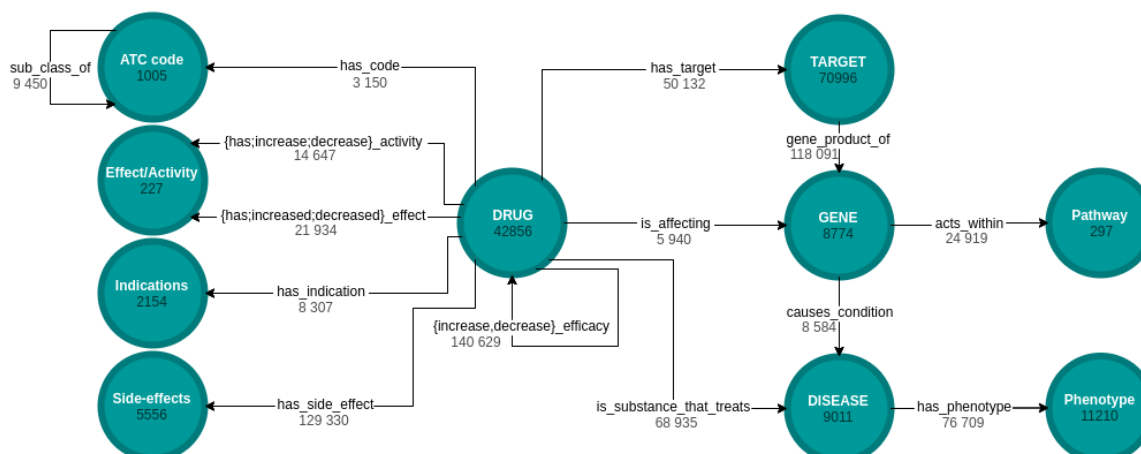 ATC code
1005
sub_class_of
9 450
has_code
3 150
has_target
50 132
TARGET
70996
{has;increase;decrease}_activity
14 647
gene_product_of
118 091
Effect/Activity
227
{has;increased;decreased}_effect
21 934
DRUG
42856
is_affecting
5 940
GENE
8774
acts_within
24 919
Pathway
297
Indications
2154
has_indication
8 307
{increase,decrease}_efficacy
140 629
causes_condition
8 584
Side-effects
5556
has_side_effect
129 330
is_substance_that_treats
68 935
DISEASE
9011
has_phenotype
76 709
Phenotype
11210